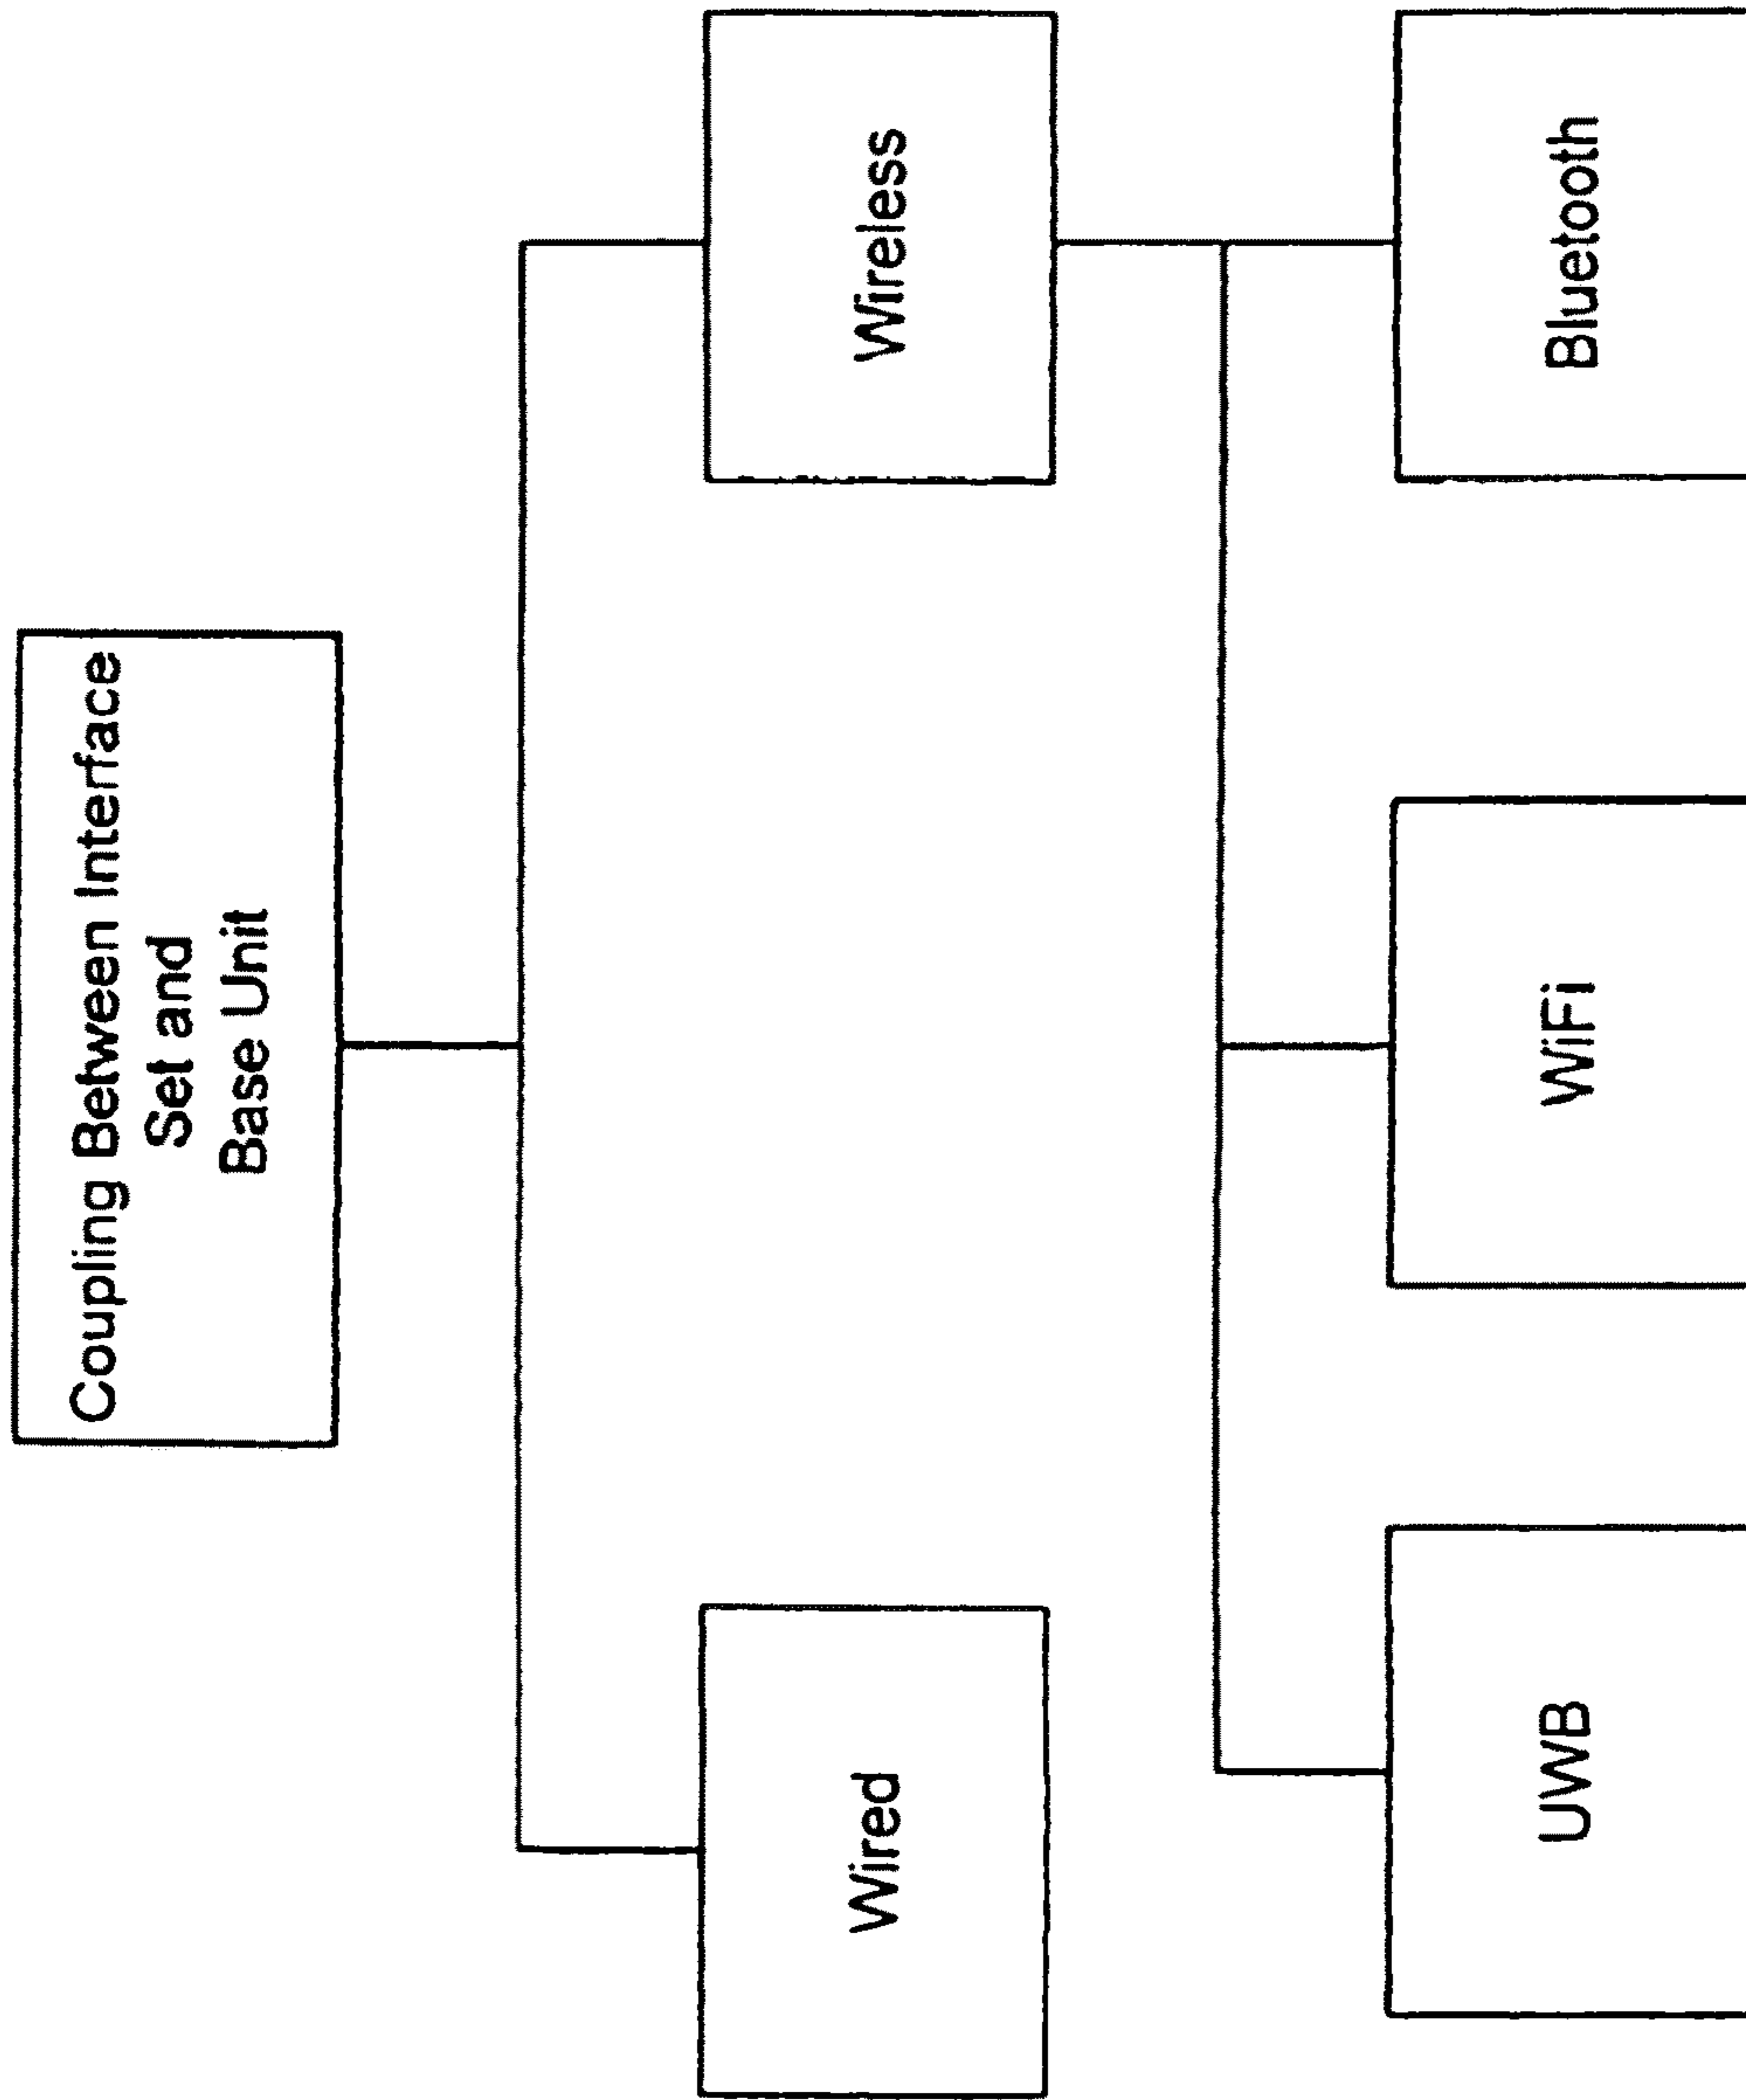 Coupling Between Interface
Set and
Base Unit
Wired
Wireless
UWB
WiFi
Bluetooth